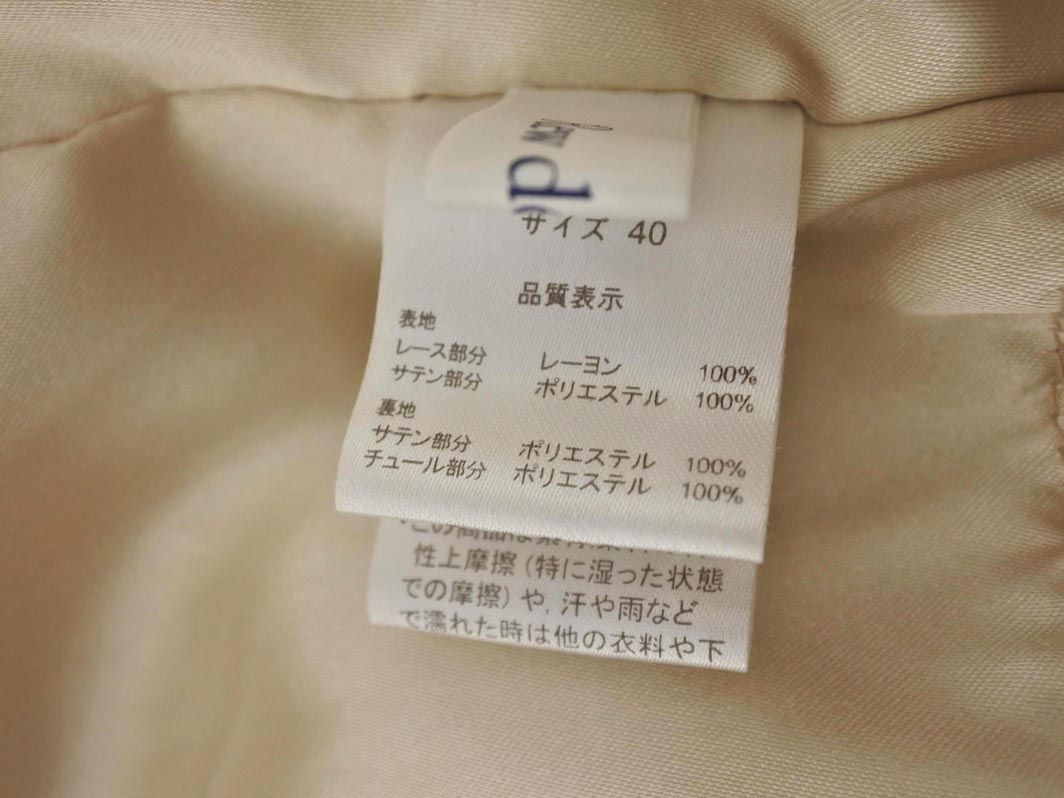 サイズ 40
品質表示
表地
レース部分 レーヨン 100%
サテン部分 ポリエステル 100%
裏地
サテン部分 ポリエステル 100%
チュール部分 ポリエステル 100%
性上摩擦(特に湿った状態
での摩擦)や,汗や雨など
で濡れた時は他の衣料や下